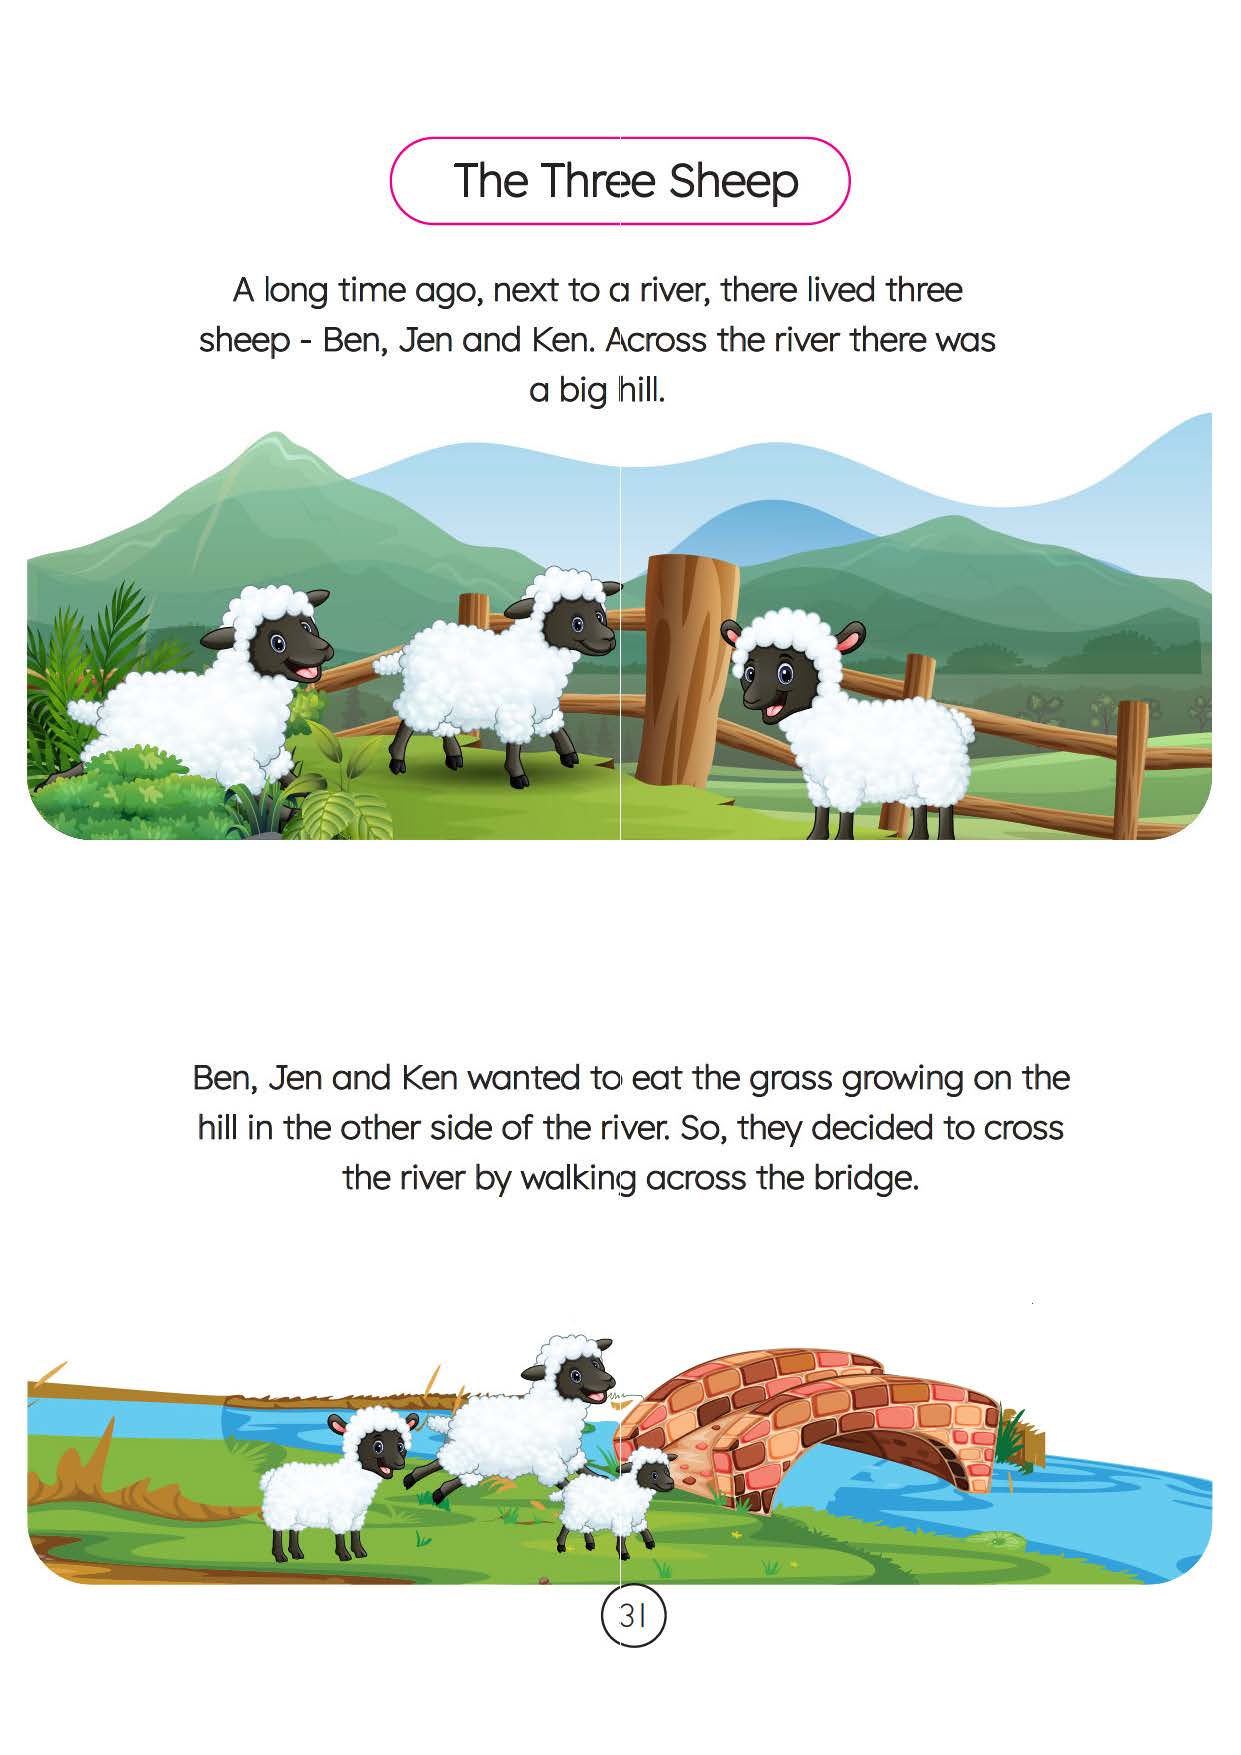 The Three Sheep
A long time ago, next to a river, there lived three
sheep - Ben, Jen and Ken. Across the river there was
a big hill.
Ben, Jen and Ken wanted to eat the grass growing on the
hill in the other side of the river. So, they decided to cross
the river by walking across the bridge.
31